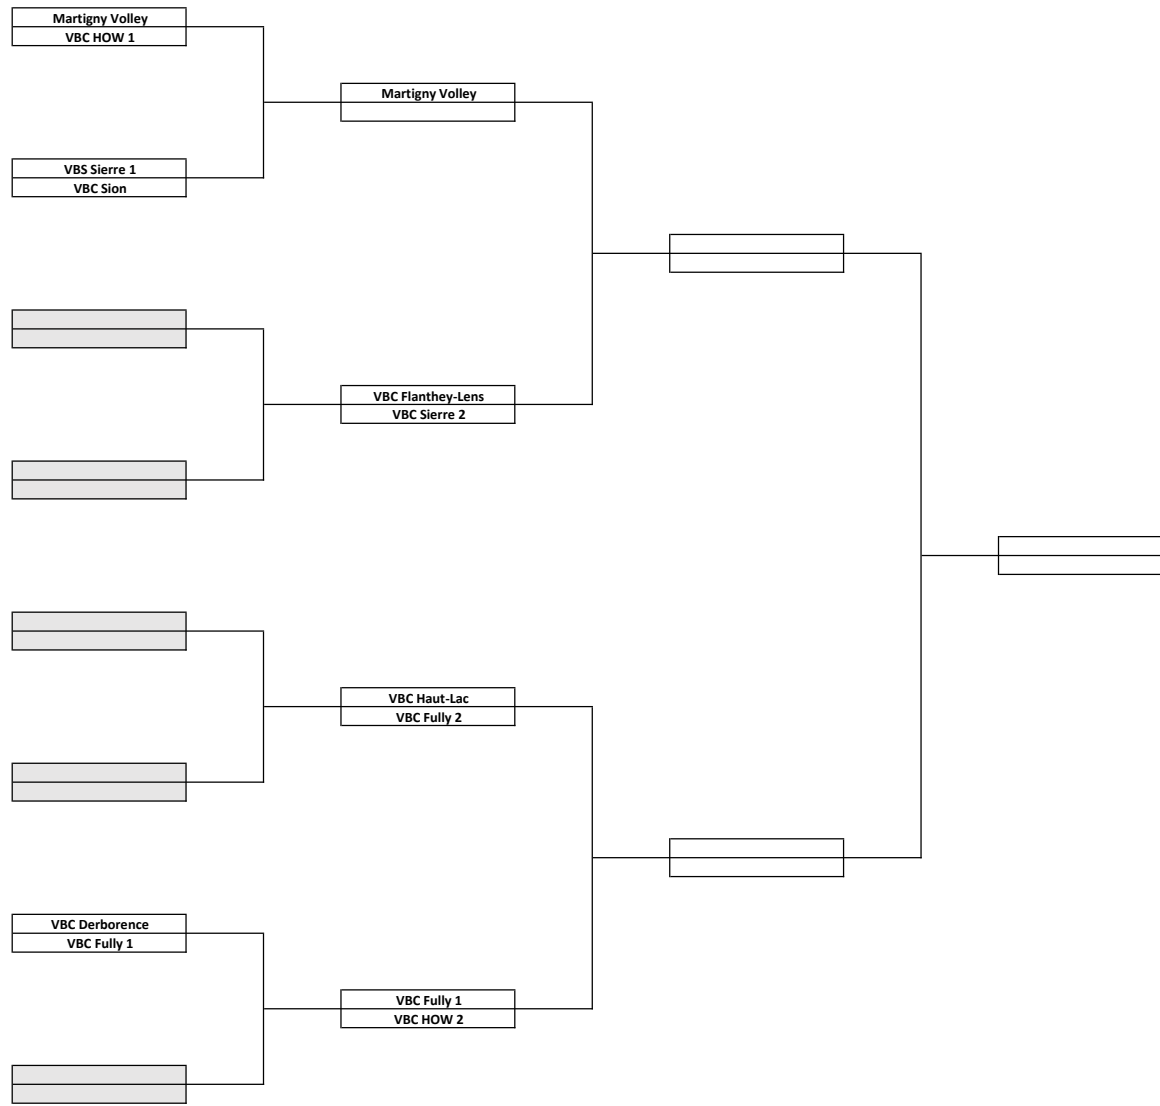 Martigny Volley
VBC HOW 1
Martigny Volley
VBS Sierre 1
VBC Sion
VBC Flanthey-Lens
VBC Sierre 2
VBC Haut-Lac
VBC Fully 2
VBC Derborence
VBC Fully 1
VBC Fully 1
VBC HOW 2